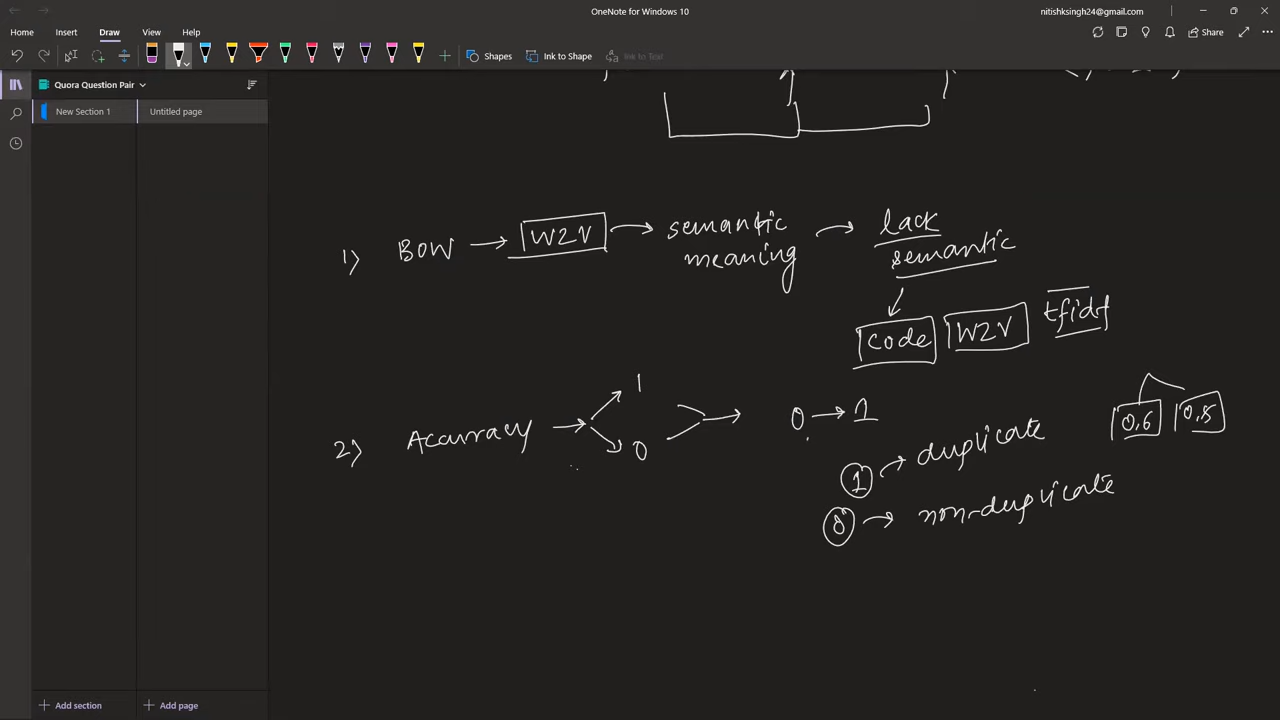 OneNote for Windows 10
nitishksingh24@gmail.com
Home Insert Draw View Help
Shapes Ink to Shape Ink to Text Share
Quora Question Pair
New Section 1 Untitled page
1) BOW → W2V → semantic meaning → lack semantic
code W2V tfidf
2) Accuracy → 1 0 → 0 → 1
0.6 0.5
1 → duplicate
0 → non-duplicate
Add section Add page